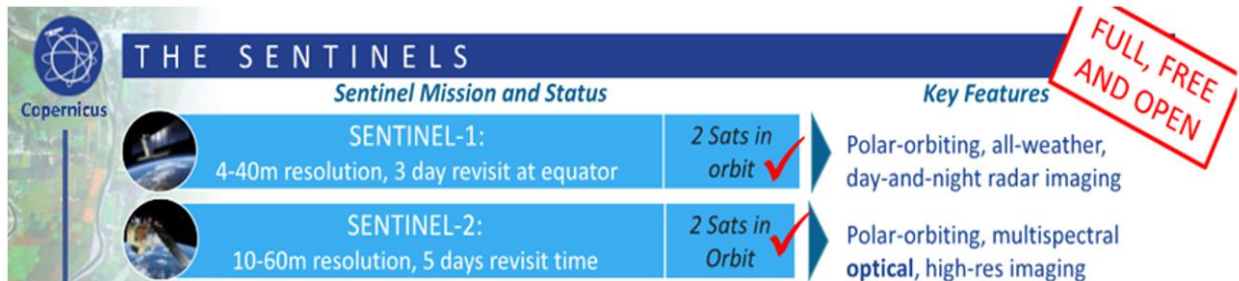 THE SENTINELS
FULL, FREE
AND OPEN
Copernicus
Sentinel Mission and Status
Key Features
SENTINEL-1:
4-40m resolution, 3 day revisit at equator
2 Sats in
orbit
Polar-orbiting, all-weather,
day-and-night radar imaging
SENTINEL-2:
10-60m resolution, 5 days revisit time
2 Sats in
Orbit
Polar-orbiting, multispectral
optical, high-res imaging